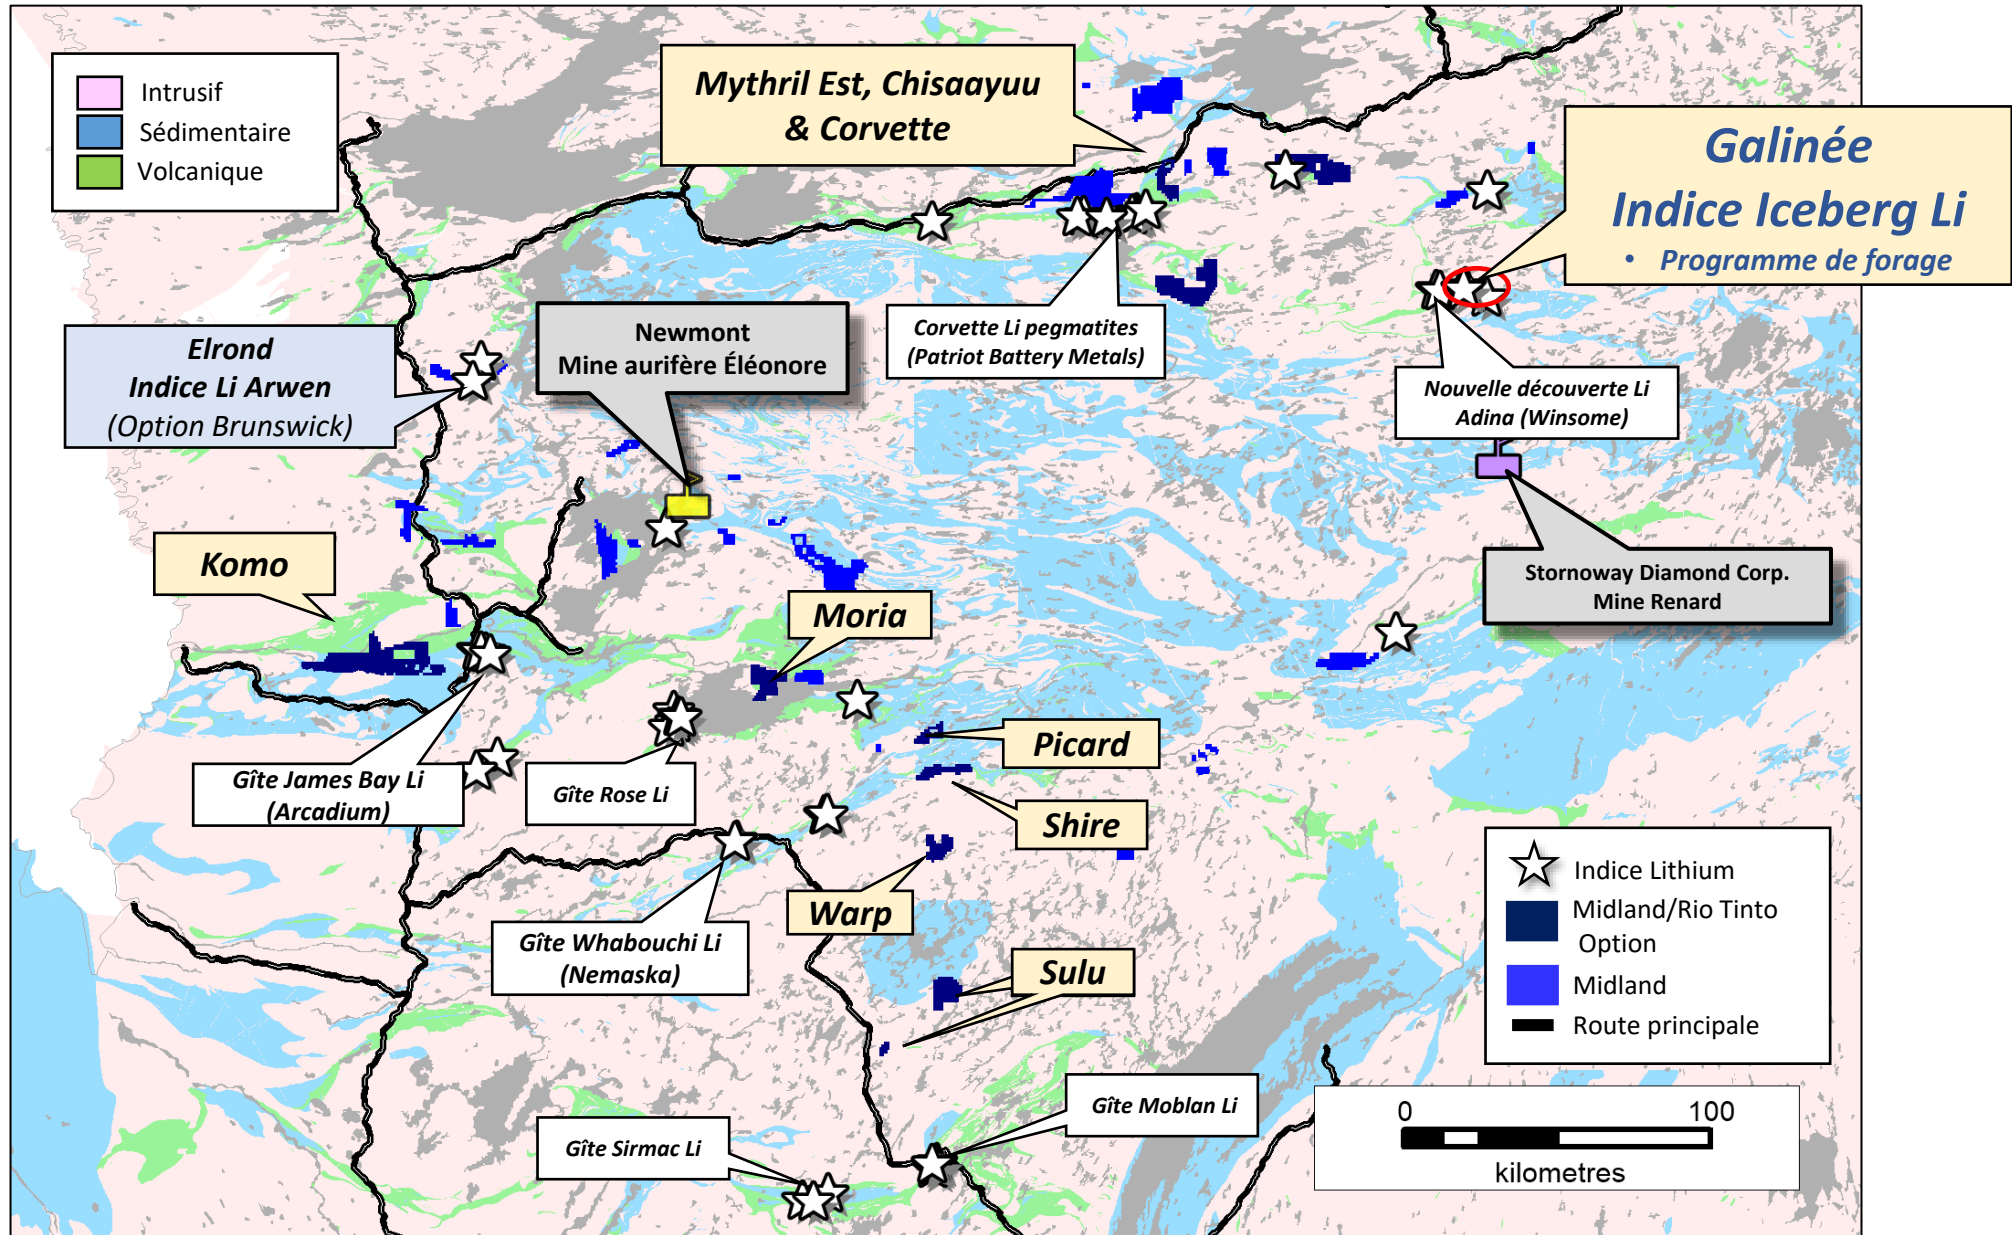 Intrusif
Sédimentaire
Volcanique
Mythril Est, Chisaayuu
& Corvette
Galinée
Indice Iceberg Li
• Programme de forage
Elrond
Indice Li Arwen
(Option Brunswick)
Newmont
Mine aurifère Éléonore
Corvette Li pegmatites
(Patriot Battery Metals)
Nouvelle découverte Li
Adina (Winsome)
Stornoway Diamond Corp.
Mine Renard
Komo
Moria
Picard
Shire
Gîte James Bay Li
(Arcadium)
Gîte Rose Li
Warp
Gîte Whabouchi Li
(Nemaska)
Sulu
Gîte Moblan Li
Gîte Sirmac Li
Indice Lithium
Midland/Rio Tinto
Option
Midland
Route principale
0 100
kilometres